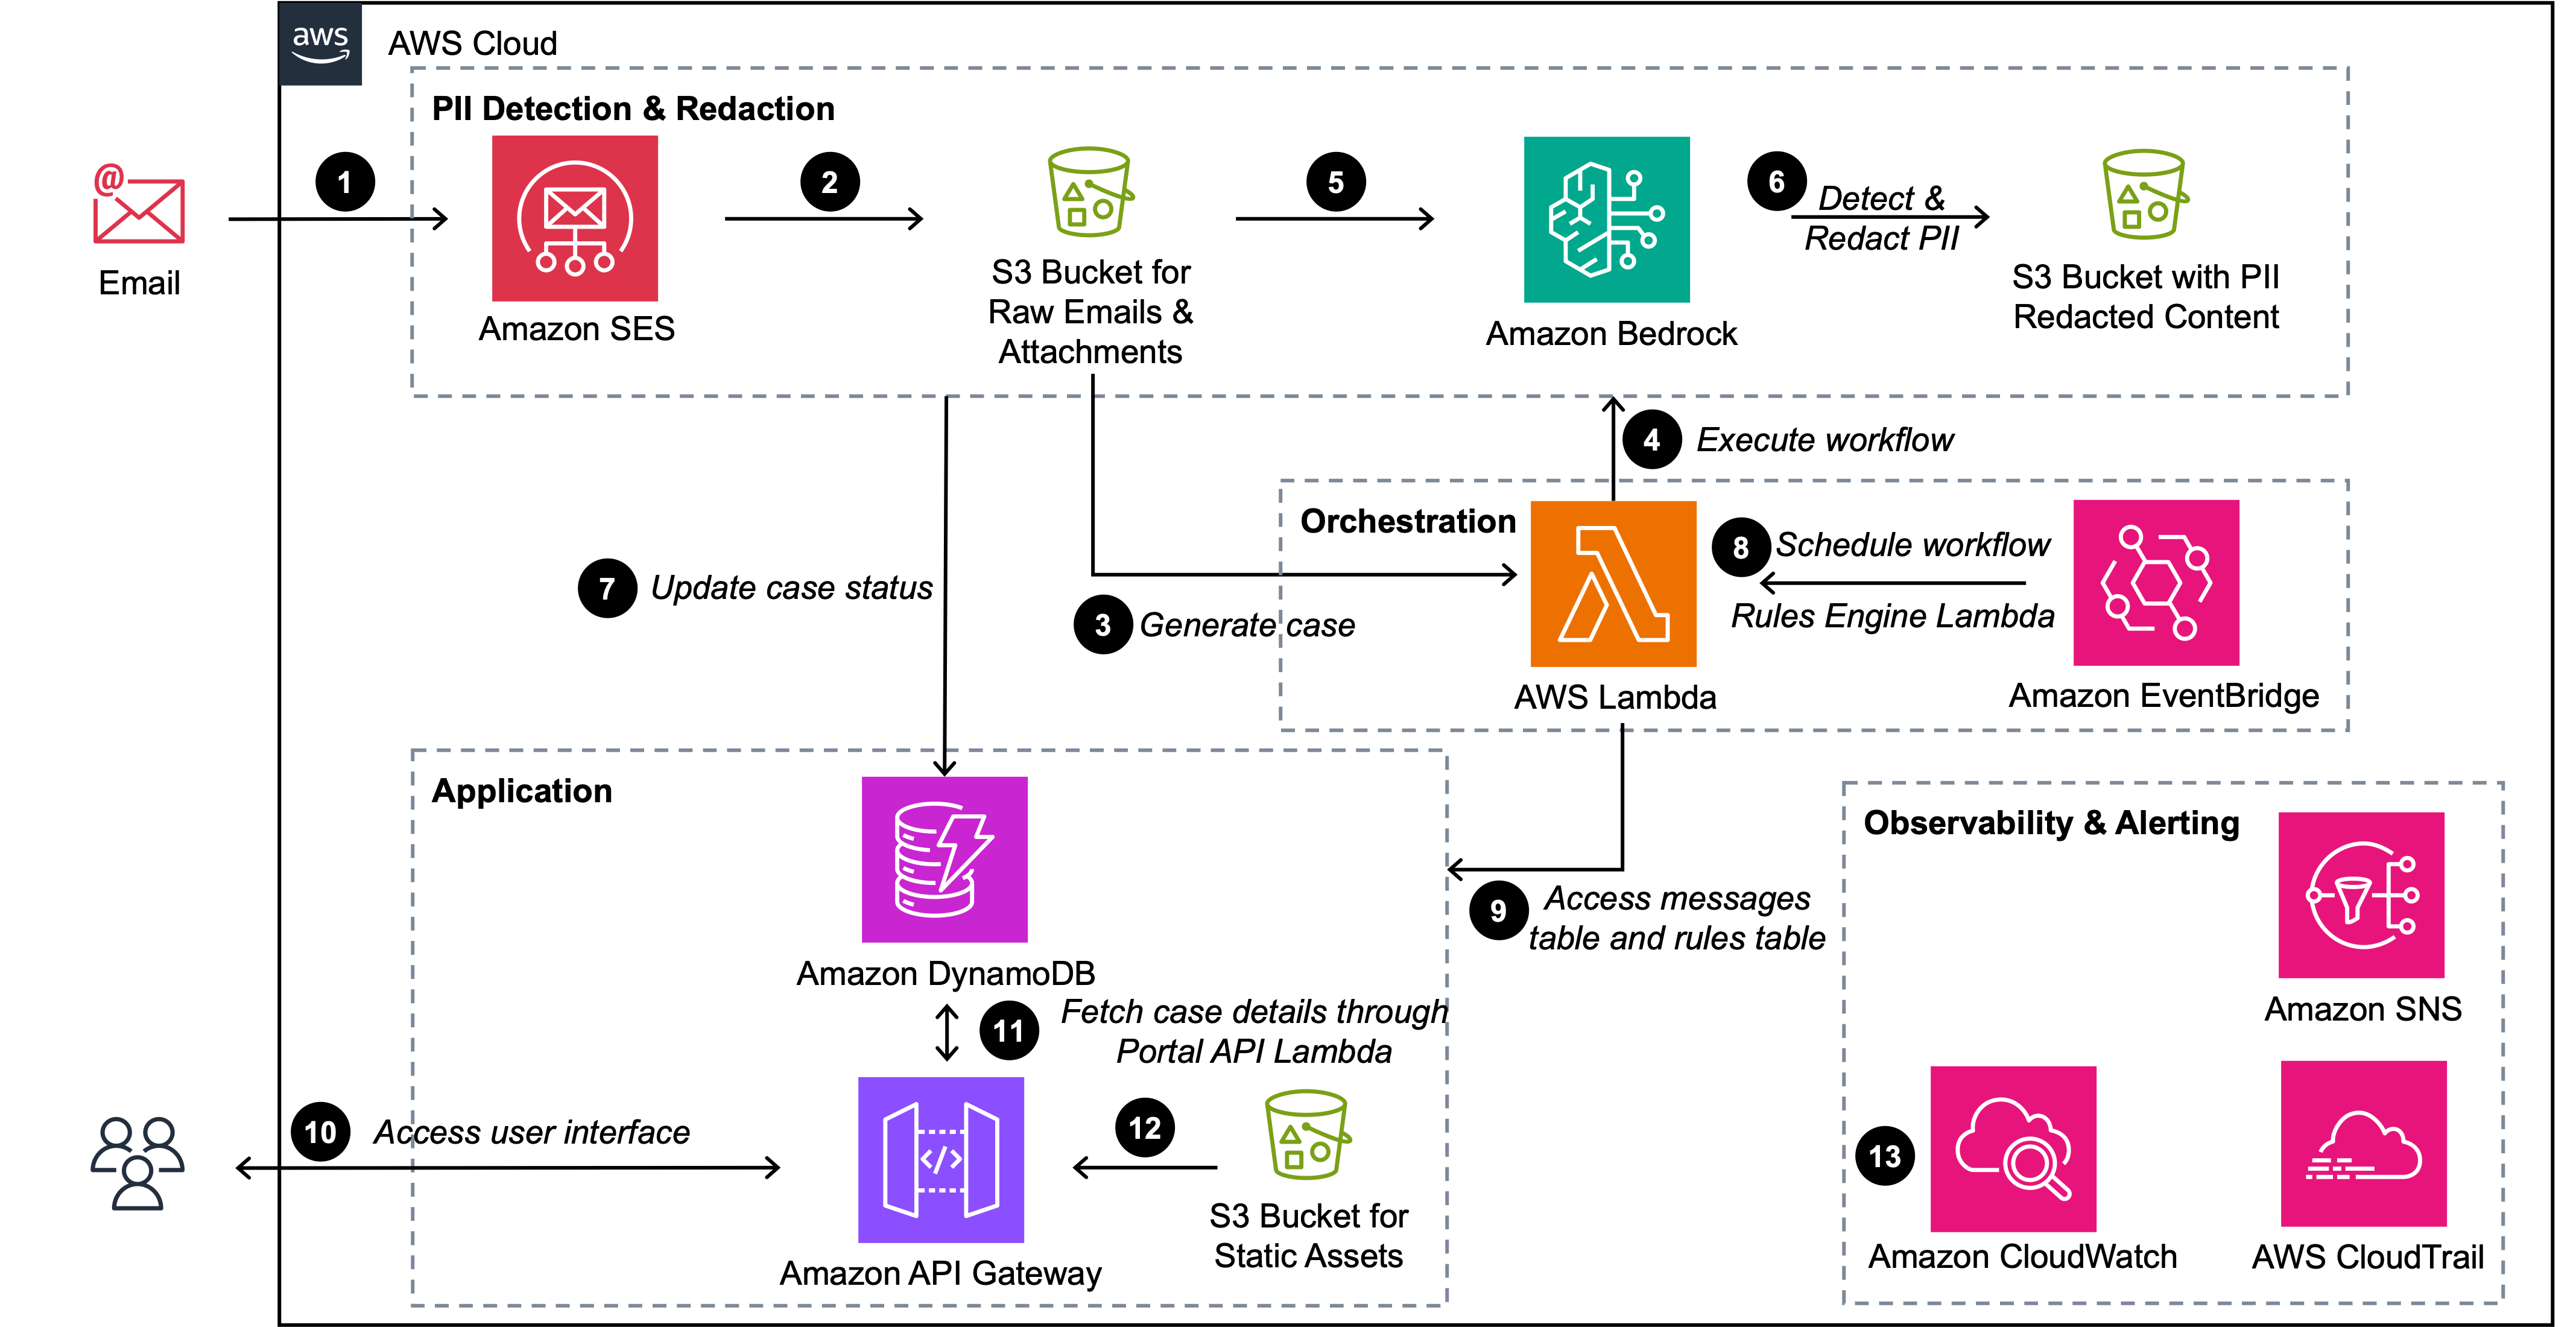 aws
AWS Cloud
PII Detection & Redaction
@
Email
1
Amazon SES
2
S3 Bucket for
Raw Emails &
Attachments
5
Amazon Bedrock
6
Detect &
Redact PII
S3 Bucket with PII
Redacted Content
4 Execute workflow
Orchestration
8 Schedule workflow
Rules Engine Lambda
7 Update case status
3 Generate case
AWS Lambda
Amazon EventBridge
Application
Amazon DynamoDB
9 Access messages
table and rules table
11 Fetch case details through
Portal API Lambda
10 Access user interface
</>
Amazon API Gateway
12
S3 Bucket for
Static Assets
Observability & Alerting
Amazon SNS
13
Amazon CloudWatch
AWS CloudTrail